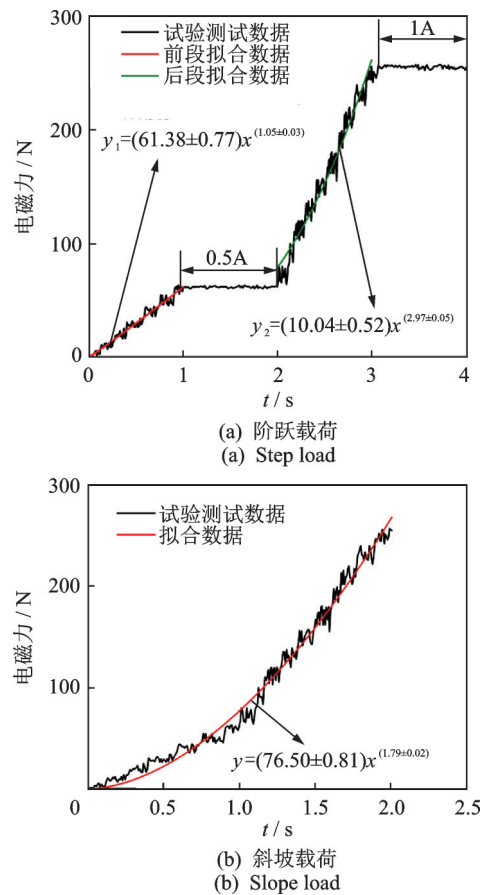 300
200
100
0
电磁力 / N
试验测试数据
前段拟合数据
后段拟合数据
1A
y₁=(61.38±0.77)x^(1.05±0.03)
0.5A
y₂=(10.04±0.52)x^(2.97±0.05)
0 1 2 3 4
t / s
(a) 阶跃载荷
(a) Step load
300
200
100
电磁力 / N
试验测试数据
拟合数据
y=(76.50±0.81)x^(1.79±0.02)
0 0.5 1.0 1.5 2.0 2.5
t / s
(b) 斜坡载荷
(b) Slope load